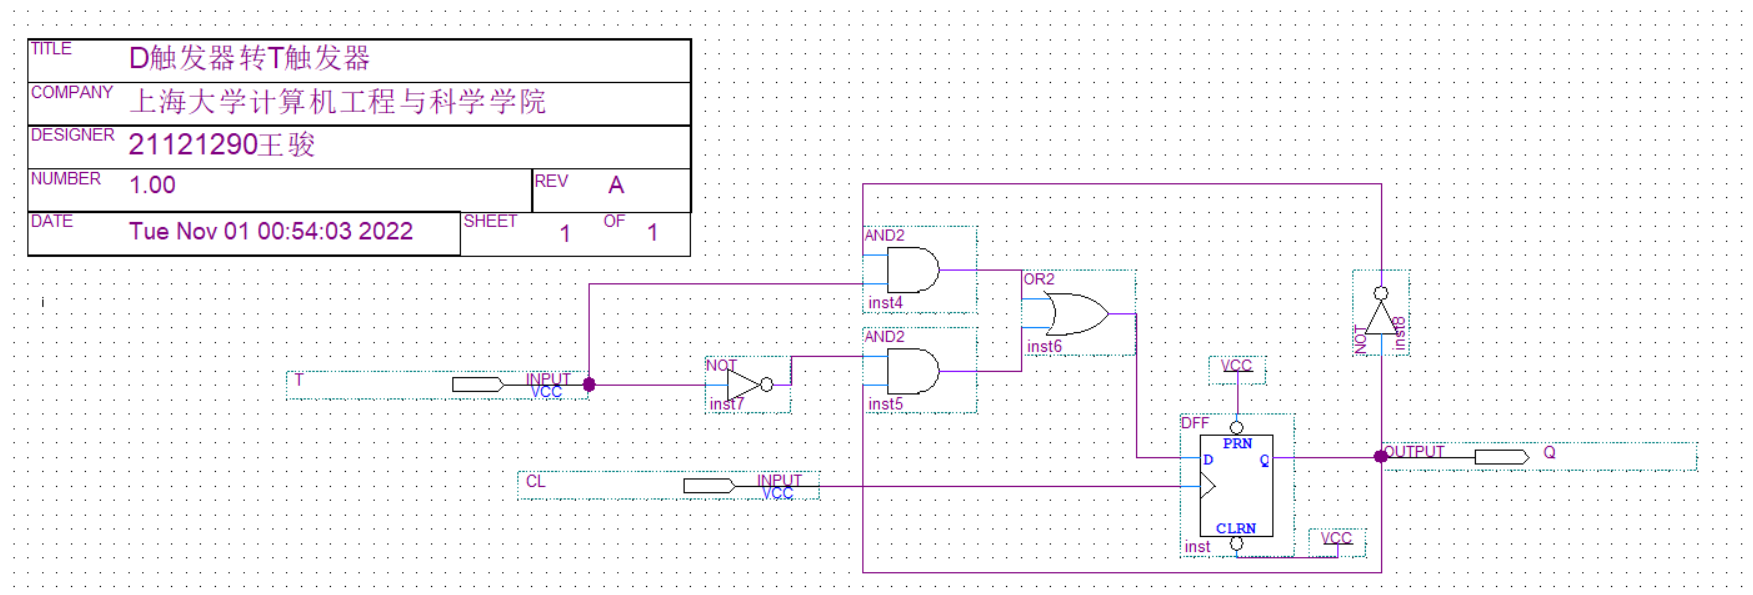 TITLE D触发器转T触发器
COMPANY 上海大学计算机工程与科学学院
DESIGNER 21121290王骏
NUMBER 1.00 REV A
DATE Tue Nov 01 00:54:03 2022 SHEET 1 OF 1
i
AND2
inst4
OR2
inst6
AND2
inst5
NOT
inst8
NOT
inst7
T INPUT
VCC
VCC
DFF
PRN
D Q
CLRN
inst
OUTPUT Q
CL INPUT
VCC
VCC